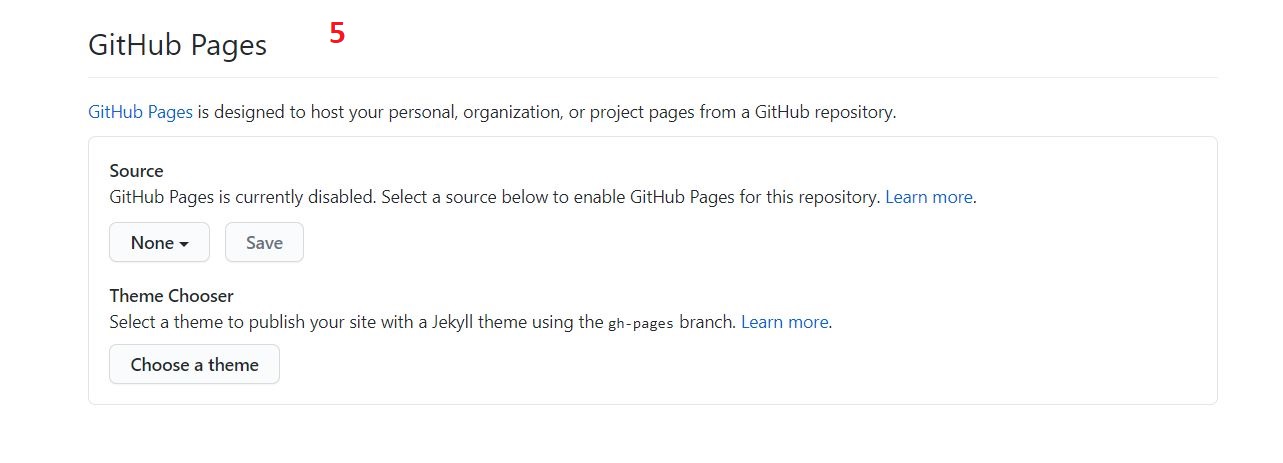 GitHub Pages 5
GitHub Pages is designed to host your personal, organization, or project pages from a GitHub repository.
Source
GitHub Pages is currently disabled. Select a source below to enable GitHub Pages for this repository. Learn more.
None Save
Theme Chooser
Select a theme to publish your site with a Jekyll theme using the gh-pages branch. Learn more.
Choose a theme